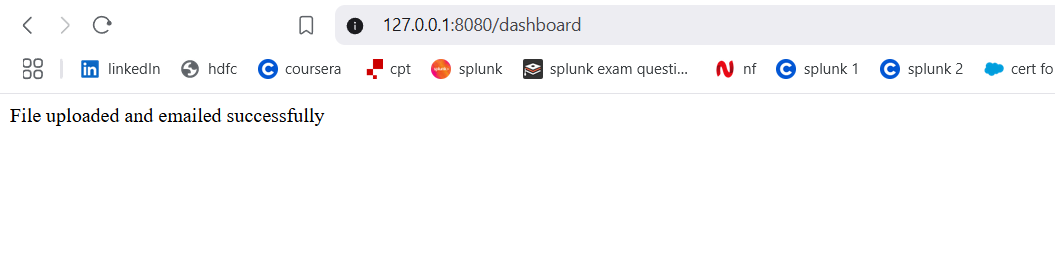 127.0.0.1:8080/dashboard
linkedIn hdfc coursera cpt splunk splunk exam questi... nf splunk 1 splunk 2 cert fo
File uploaded and emailed successfully